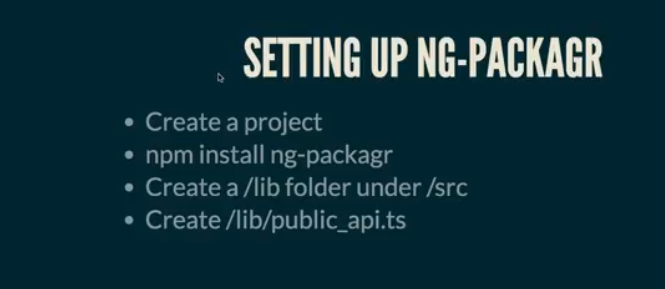 SETTING UP NG-PACKAGR
• Create a project
• npm install ng-packagr
• Create a /lib folder under /src
• Create /lib/public_api.ts